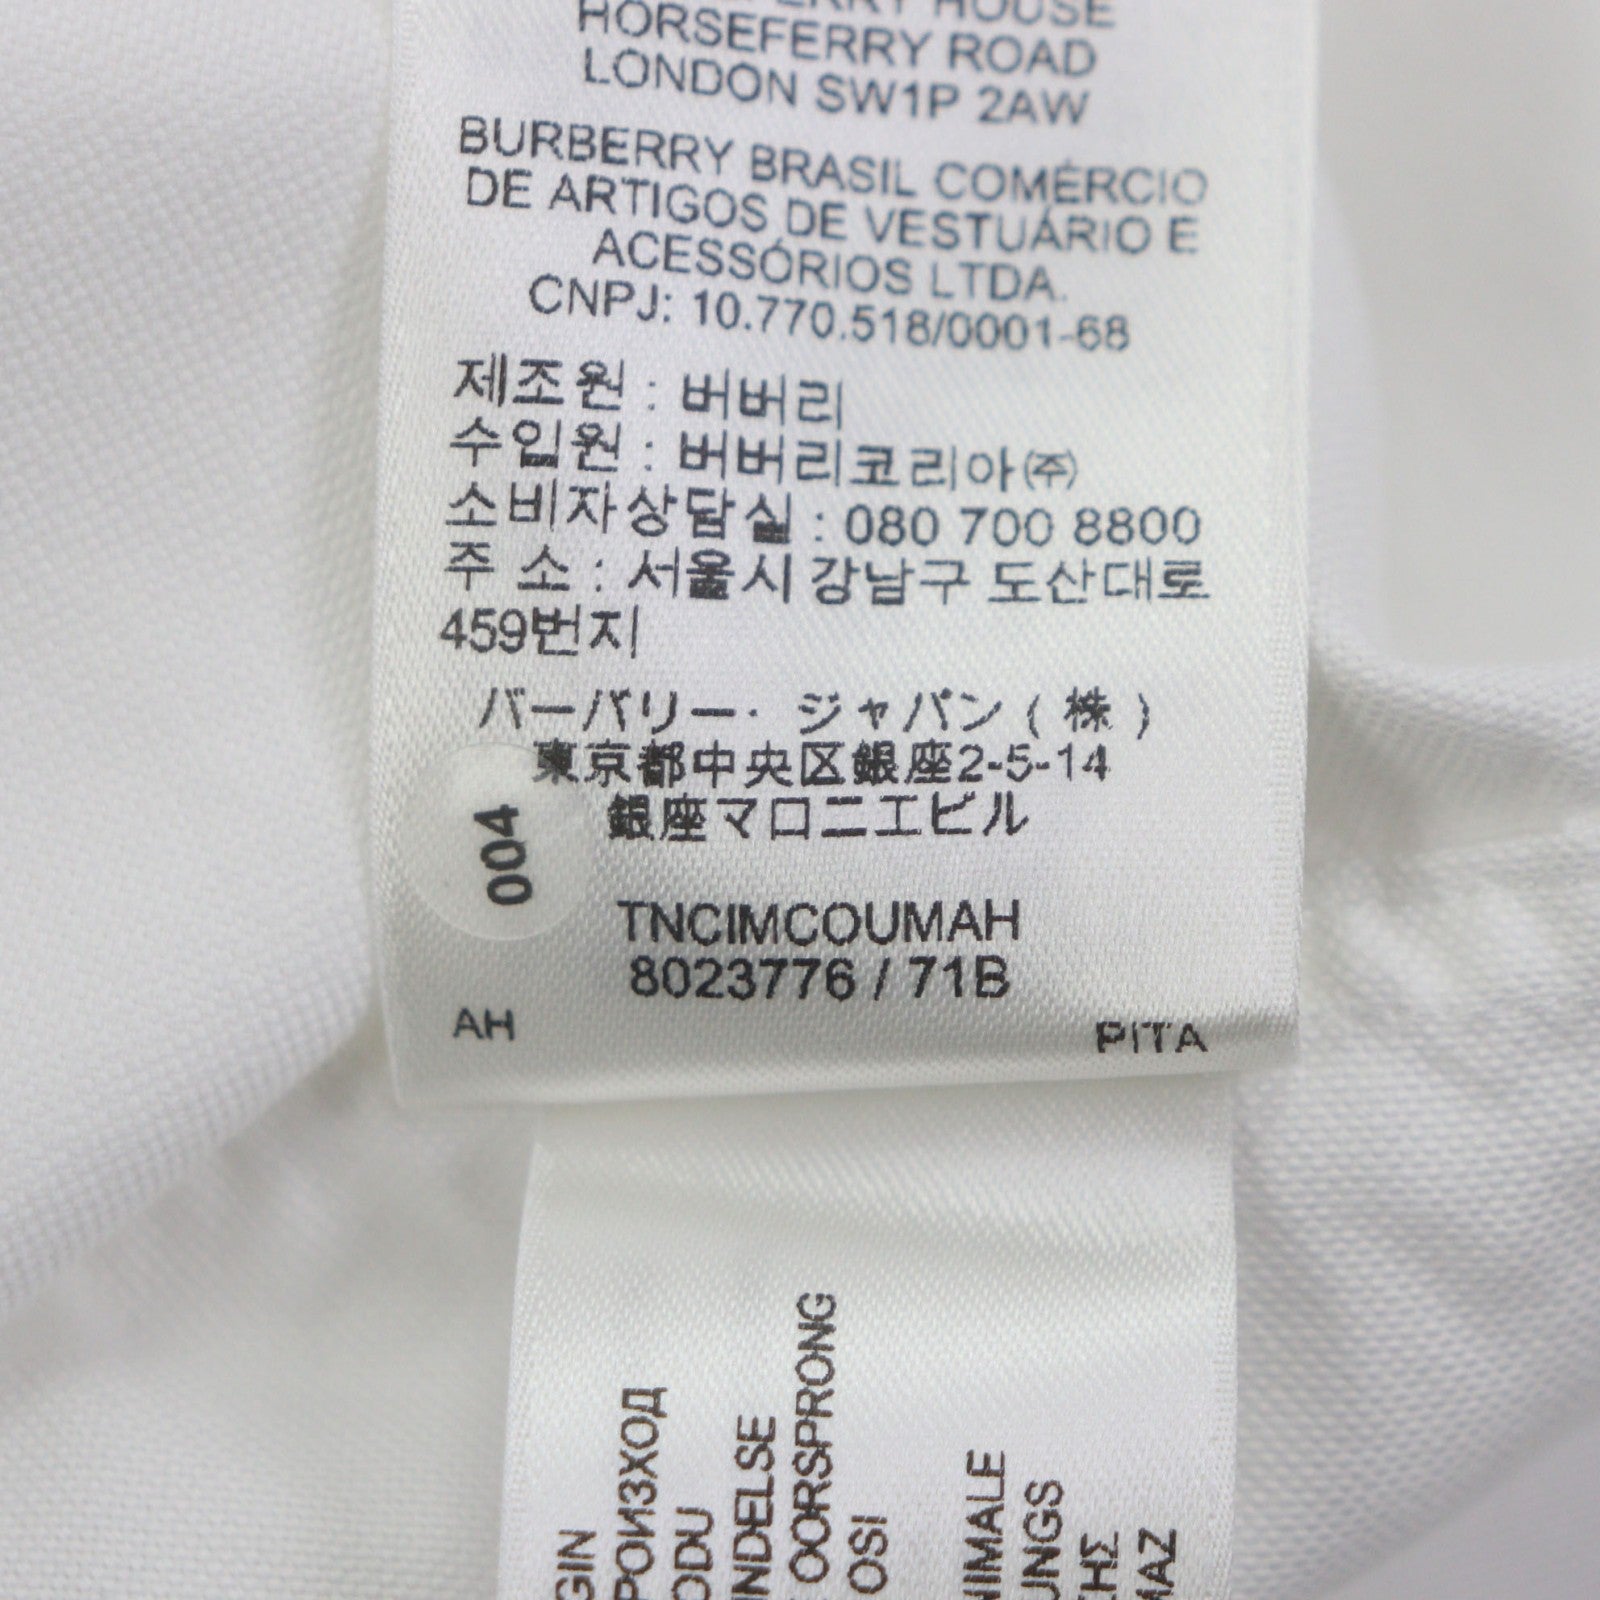 HOUSE
HORSEFERRY ROAD
LONDON SW1P 2AW
BURBERRY BRASIL COMÉRCIO
DE ARTIGOS DE VESTUÁRIO E
ACESSÓRIOS LTDA.
CNPJ: 10.770.518/0001-68
제조원 : 버버리
수입원 : 버버리코리아(주)
소비자상담실 : 080 700 8800
주 소 : 서울시 강남구 도산대로
459번지
バーバリー・ジャパン ( 株 )
東京都中央区銀座2-5-14
銀座マロニエビル
004
TNCIMCOUMAH
8023776 / 71B
AH
PITA
GIN
РОИЗХОД
ODU
INDELSE
OORSPRONG
OSI
NIMALE
UNGS
ΣΗΣ
MAZ